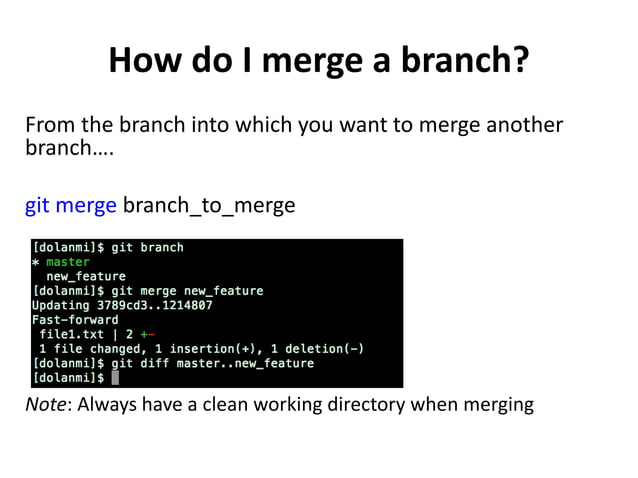 How do I merge a branch?
From the branch into which you want to merge another
branch….
git merge branch_to_merge
[dolanmi]$ git branch
* master
  new_feature
[dolanmi]$ git merge new_feature
Updating 3789cd3..1214807
Fast-forward
 file1.txt | 2 +-
 1 file changed, 1 insertion(+), 1 deletion(-)
[dolanmi]$ git diff master..new_feature
[dolanmi]$
Note: Always have a clean working directory when merging